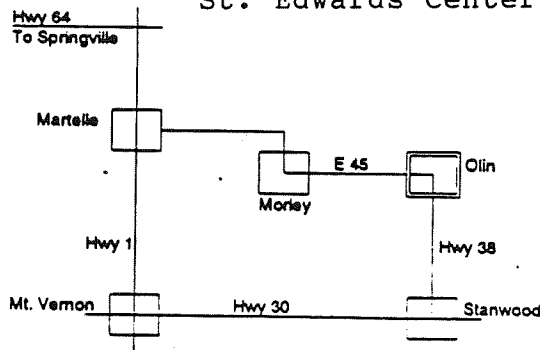 St. Edwards Center
Hwy 64
To Springville
Martelle
E 45
Olin
Morley
Hwy 1
Hwy 38
Mt. Vernon
Hwy 30
Stanwood